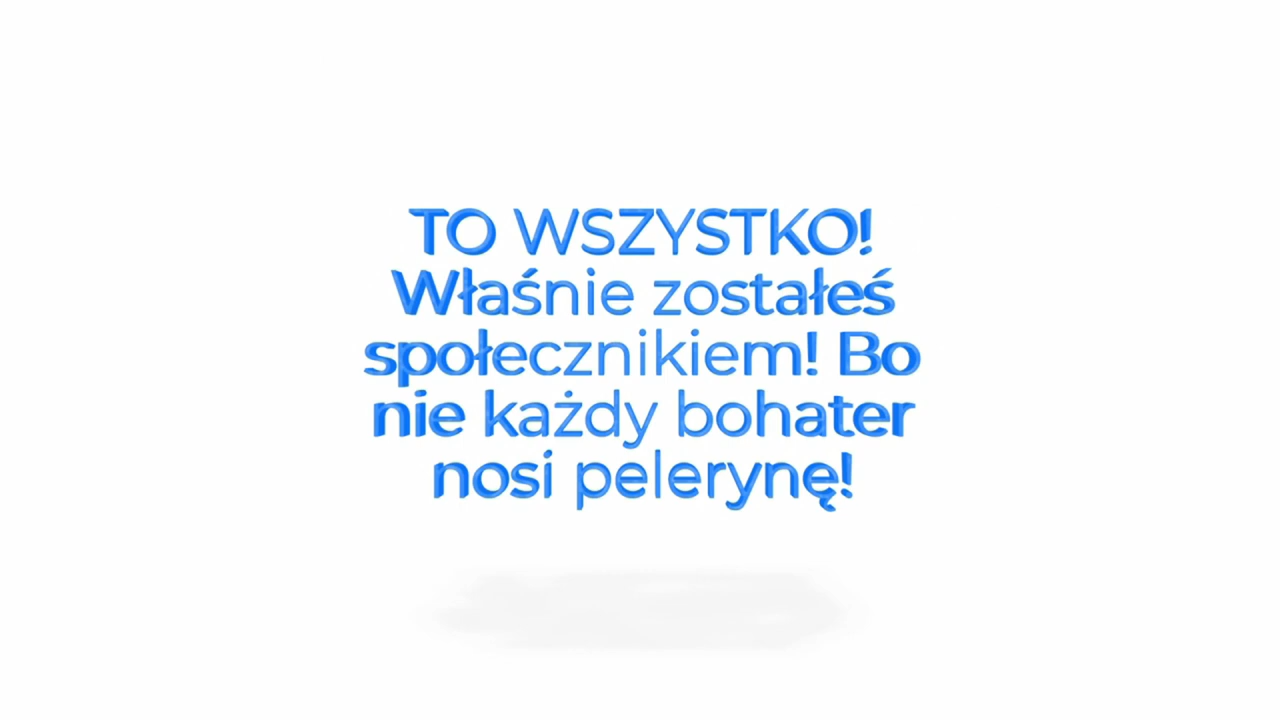 TO WSZYSTKO!
Właśnie zostałeś
społecznikiem! Bo
nie każdy bohater
nosi pelerynę!